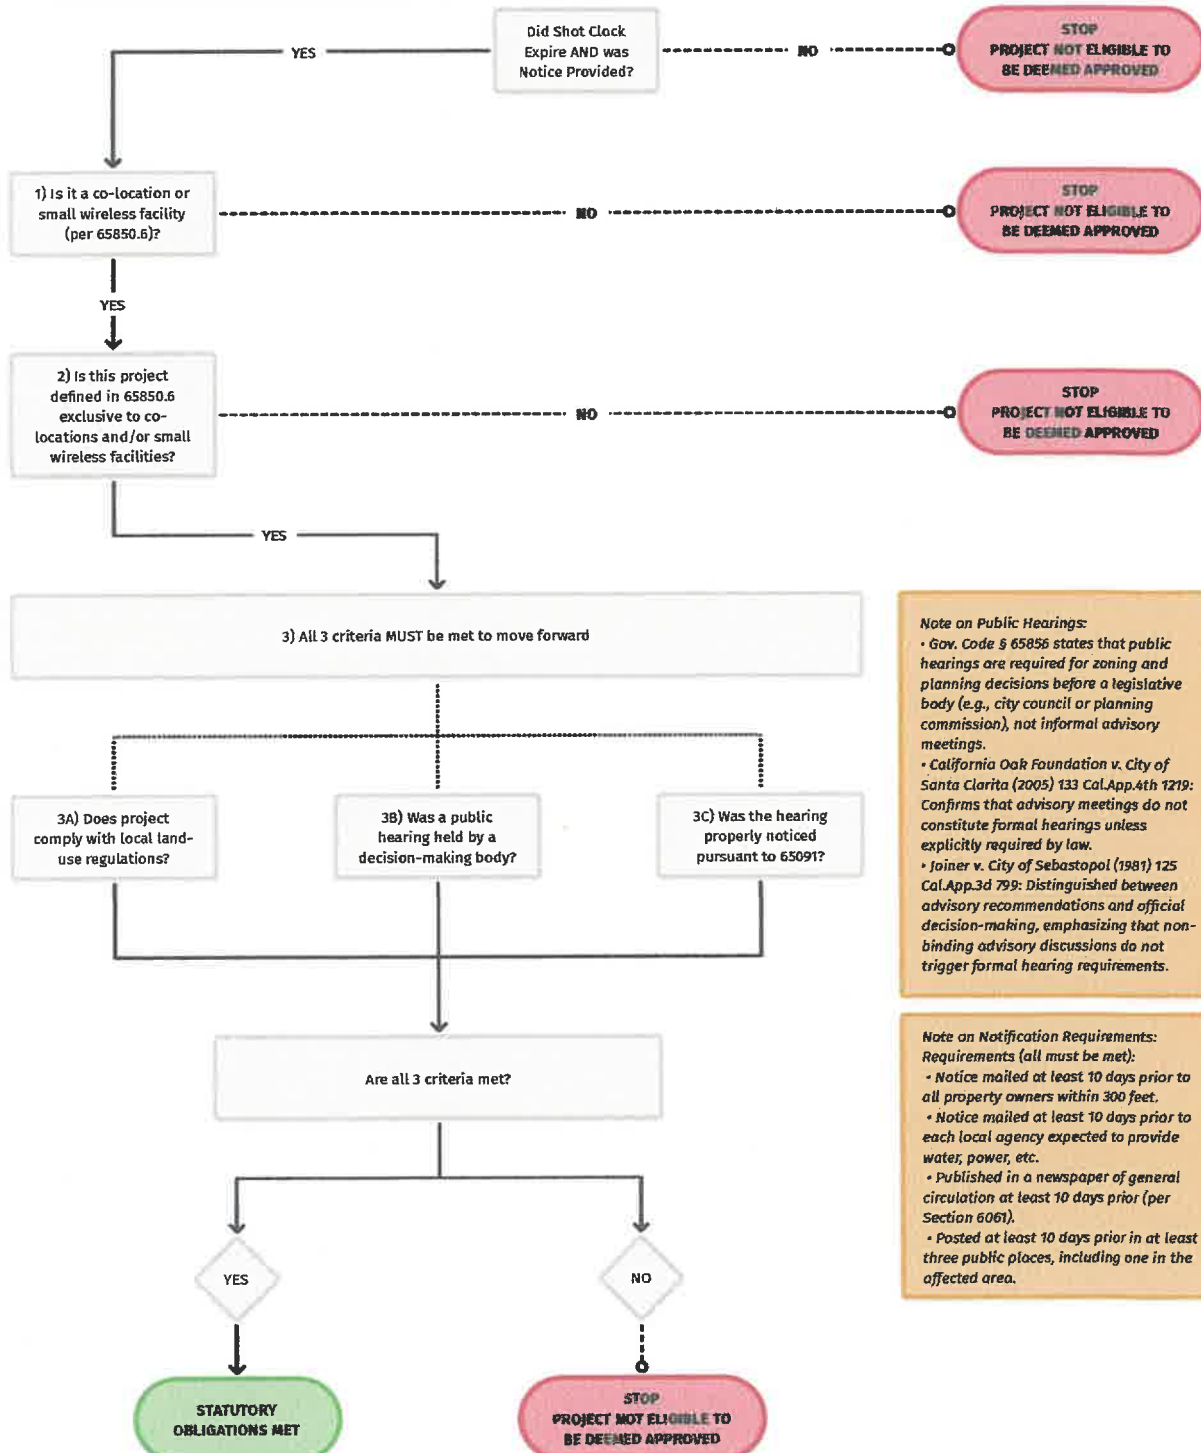 Did Shot Clock
Expire AND was
Notice Provided?
YES
NO
STOP
PROJECT NOT ELIGIBLE TO
BE DEEMED APPROVED
1) Is it a co-location or
small wireless facility
(per 65850.6)?
NO
STOP
PROJECT NOT ELIGIBLE TO
BE DEEMED APPROVED
YES
2) Is this project
defined in 65850.6
exclusive to co-
locations and/or small
wireless facilities?
NO
STOP
PROJECT NOT ELIGIBLE TO
BE DEEMED APPROVED
YES
3) All 3 criteria MUST be met to move forward
3A) Does project
comply with local land-
use regulations?
3B) Was a public
hearing held by a
decision-making body?
3C) Was the hearing
properly noticed
pursuant to 65091?
Note on Public Hearings:
• Gov. Code § 65856 states that public
hearings are required for zoning and
planning decisions before a legislative
body (e.g., city council or planning
commission), not informal advisory
meetings.
• California Oak Foundation v. City of
Santa Clarita (2005) 133 Cal.App.4th 1219:
Confirms that advisory meetings do not
constitute formal hearings unless
explicitly required by law.
• Joiner v. City of Sebastopol (1981) 125
Cal.App.3d 799: Distinguished between
advisory recommendations and official
decision-making, emphasizing that non-
binding advisory discussions do not
trigger formal hearing requirements.
Are all 3 criteria met?
Note on Notification Requirements:
Requirements (all must be met):
• Notice mailed at least 10 days prior to
all property owners within 300 feet.
• Notice mailed at least 10 days prior to
each local agency expected to provide
water, power, etc.
• Published in a newspaper of general
circulation at least 10 days prior (per
Section 6061).
• Posted at least 10 days prior in at least
three public places, including one in the
affected area.
YES
NO
STATUTORY
OBLIGATIONS MET
STOP
PROJECT NOT ELIGIBLE TO
BE DEEMED APPROVED